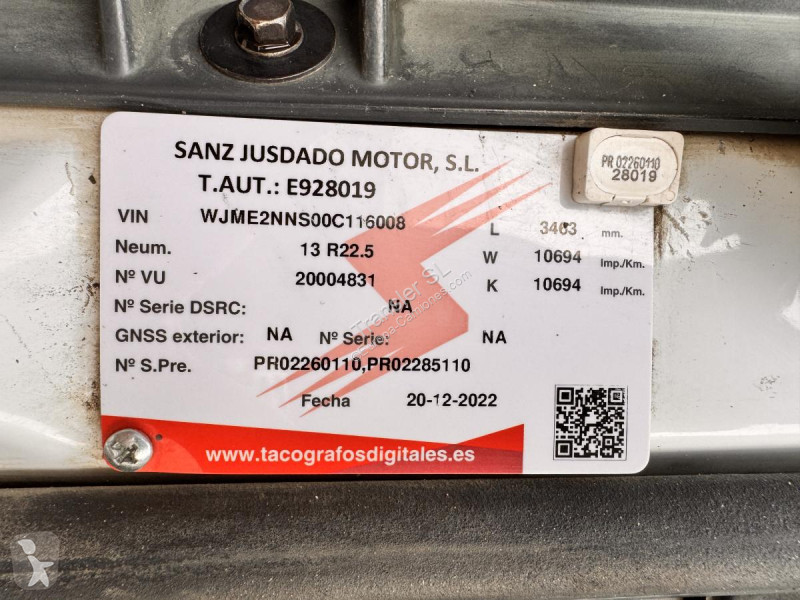 SANZ JUSDADO MOTOR, S.L.
T.AUT.: E928019
PR 02260110
28019
VIN WJME2NNS00C116008 L 3463 mm.
Neum. 13 R22.5 W 10694 Imp./Km.
Nº VU 20004831 K 10694 Imp./Km.
Nº Serie DSRC: NA
GNSS exterior: NA Nº Serie: NA
Nº S.Pre. PR02260110,PR02285110
Fecha 20-12-2022
www.tacografosdigitales.es
Transler SL